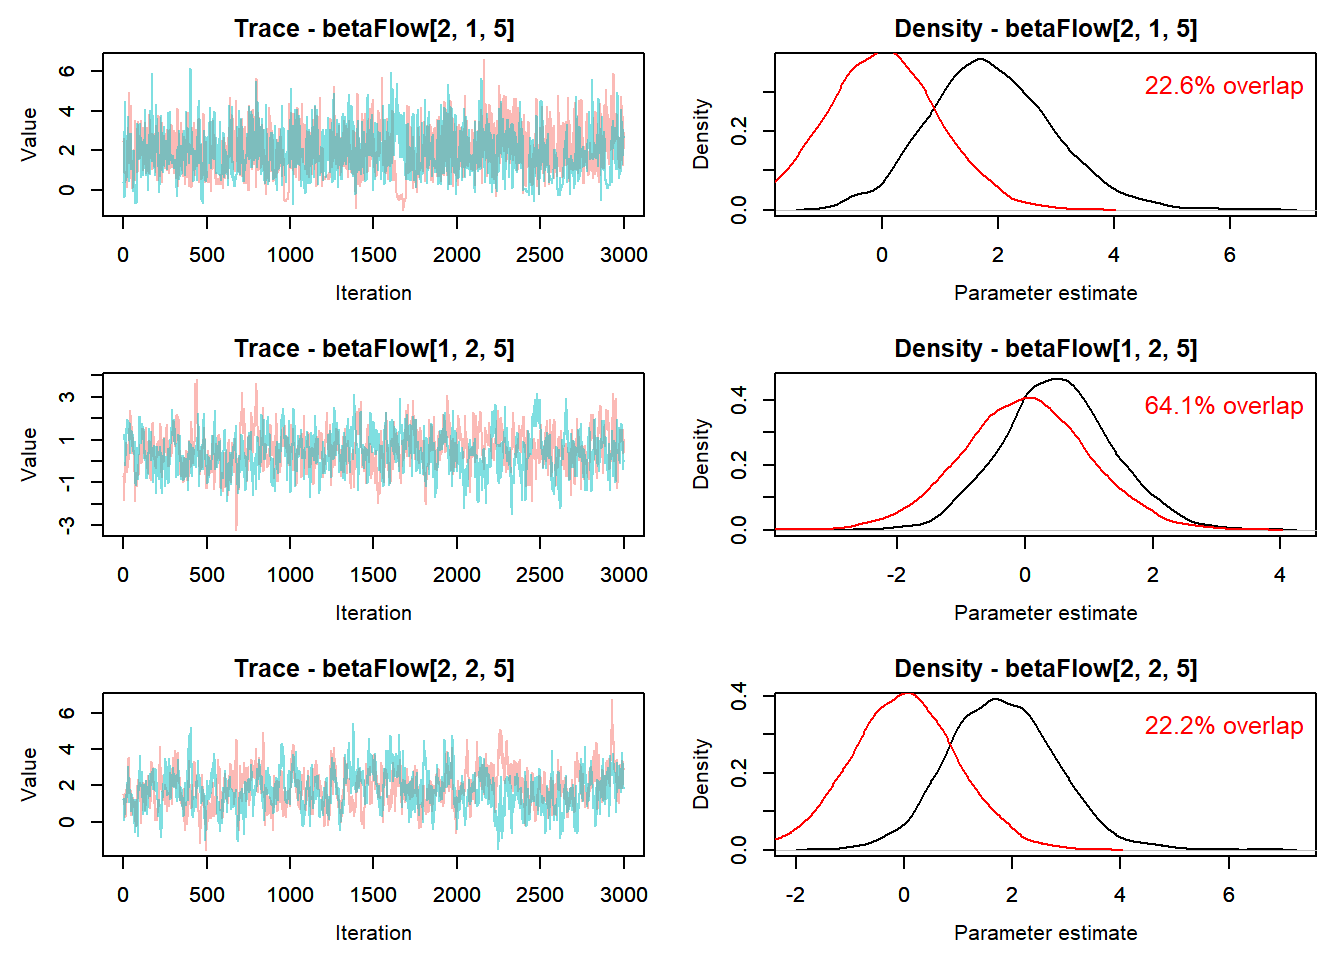 Trace - betaFlow[2, 1, 5]
Value
0 2 4 6
0 500 1000 1500 2000 2500 3000
Iteration
Density - betaFlow[2, 1, 5]
22.6% overlap
Density
0.0 0.2
0 2 4 6
Parameter estimate
Trace - betaFlow[1, 2, 5]
Value
-3 -1 1 3
0 500 1000 1500 2000 2500 3000
Iteration
Density - betaFlow[1, 2, 5]
64.1% overlap
Density
0.0 0.2 0.4
-2 0 2 4
Parameter estimate
Trace - betaFlow[2, 2, 5]
Value
0 2 4 6
0 500 1000 1500 2000 2500 3000
Iteration
Density - betaFlow[2, 2, 5]
22.2% overlap
Density
0.0 0.2 0.4
-2 0 2 4 6
Parameter estimate